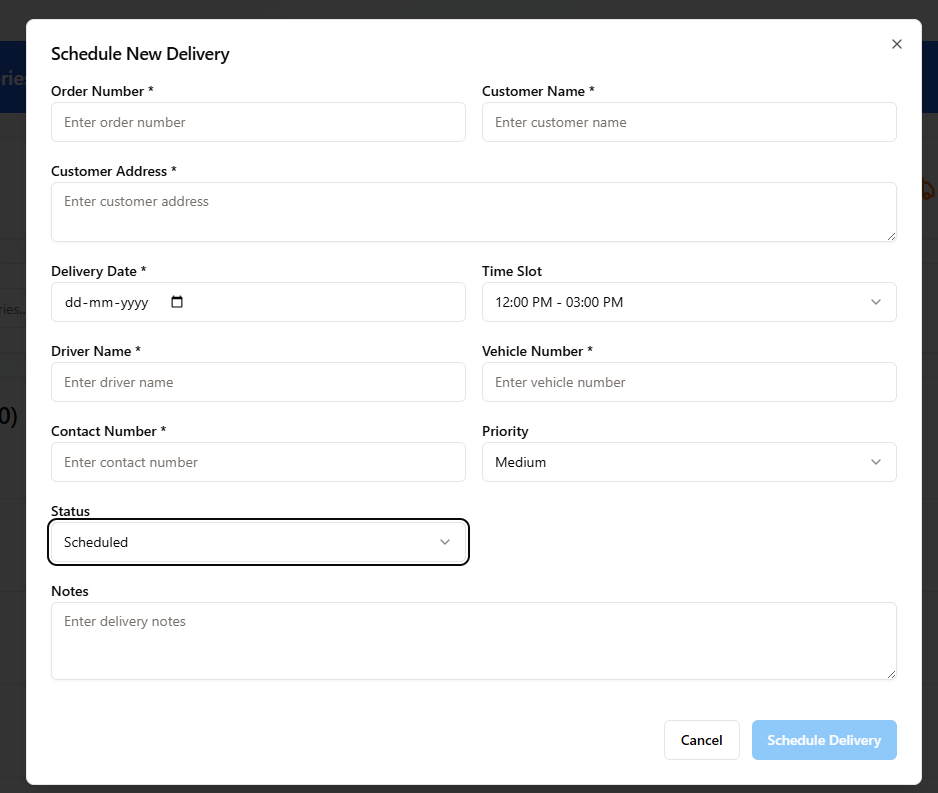 Schedule New Delivery
Order Number *
Customer Name *
Enter order number
Enter customer name
Customer Address *
Enter customer address
Delivery Date *
Time Slot
dd-mm-yyyy
12:00 PM - 03:00 PM
Driver Name *
Vehicle Number *
Enter driver name
Enter vehicle number
Contact Number *
Priority
Enter contact number
Medium
Status
Scheduled
Notes
Enter delivery notes
Cancel
Schedule Delivery
ries
ries...
0)